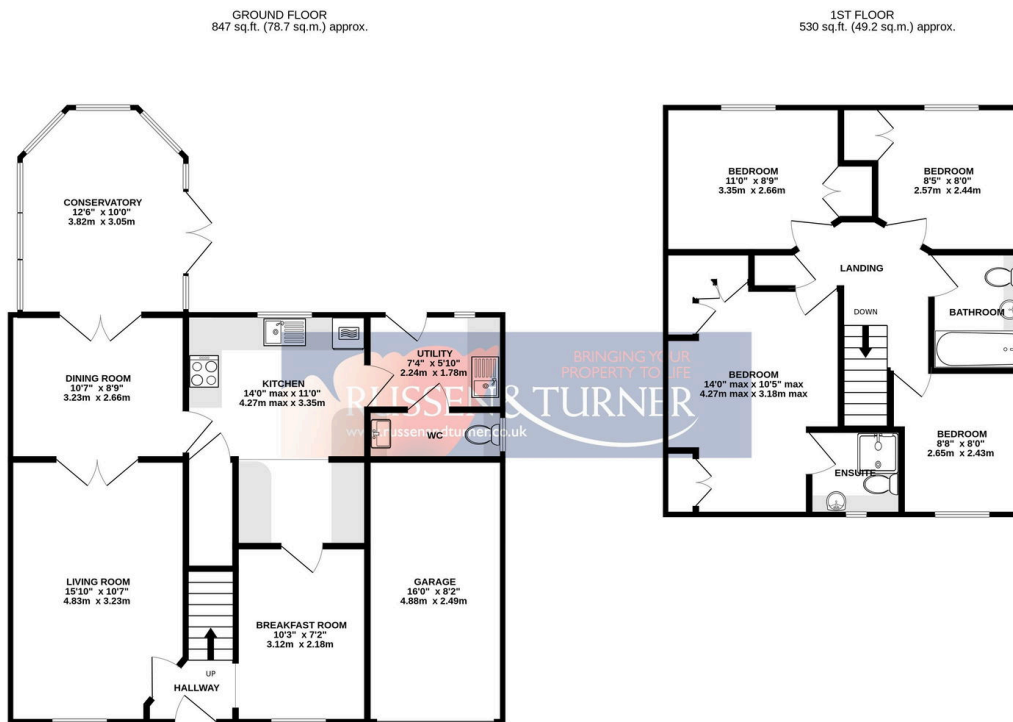 GROUND FLOOR
847 sq.ft. (78.7 sq.m.) approx.
1ST FLOOR
530 sq.ft. (49.2 sq.m.) approx.
CONSERVATORY
12'6" x 10'0"
3.82m x 3.05m
DINING ROOM
10'7" x 8'9"
3.23m x 2.66m
KITCHEN
14'0" max x 11'0"
4.27m max x 3.35m
UTILITY
7'4" x 5'10"
2.24m x 1.78m
WC
LIVING ROOM
15'10" x 10'7"
4.83m x 3.23m
BREAKFAST ROOM
10'3" x 7'2"
3.12m x 2.18m
GARAGE
16'0" x 8'2"
4.88m x 2.49m
UP
HALLWAY
BEDROOM
11'0" x 8'9"
3.35m x 2.66m
BEDROOM
8'5" x 8'0"
2.57m x 2.44m
LANDING
DOWN
BATHROOM
BEDROOM
14'0" max x 10'5" max
4.27m max x 3.18m max
ENSUITE
BEDROOM
8'8" x 8'0"
2.65m x 2.43m
BRINGING YOUR
PROPERTY TO LIFE
RUSSEN & TURNER
www.russenandturner.co.uk